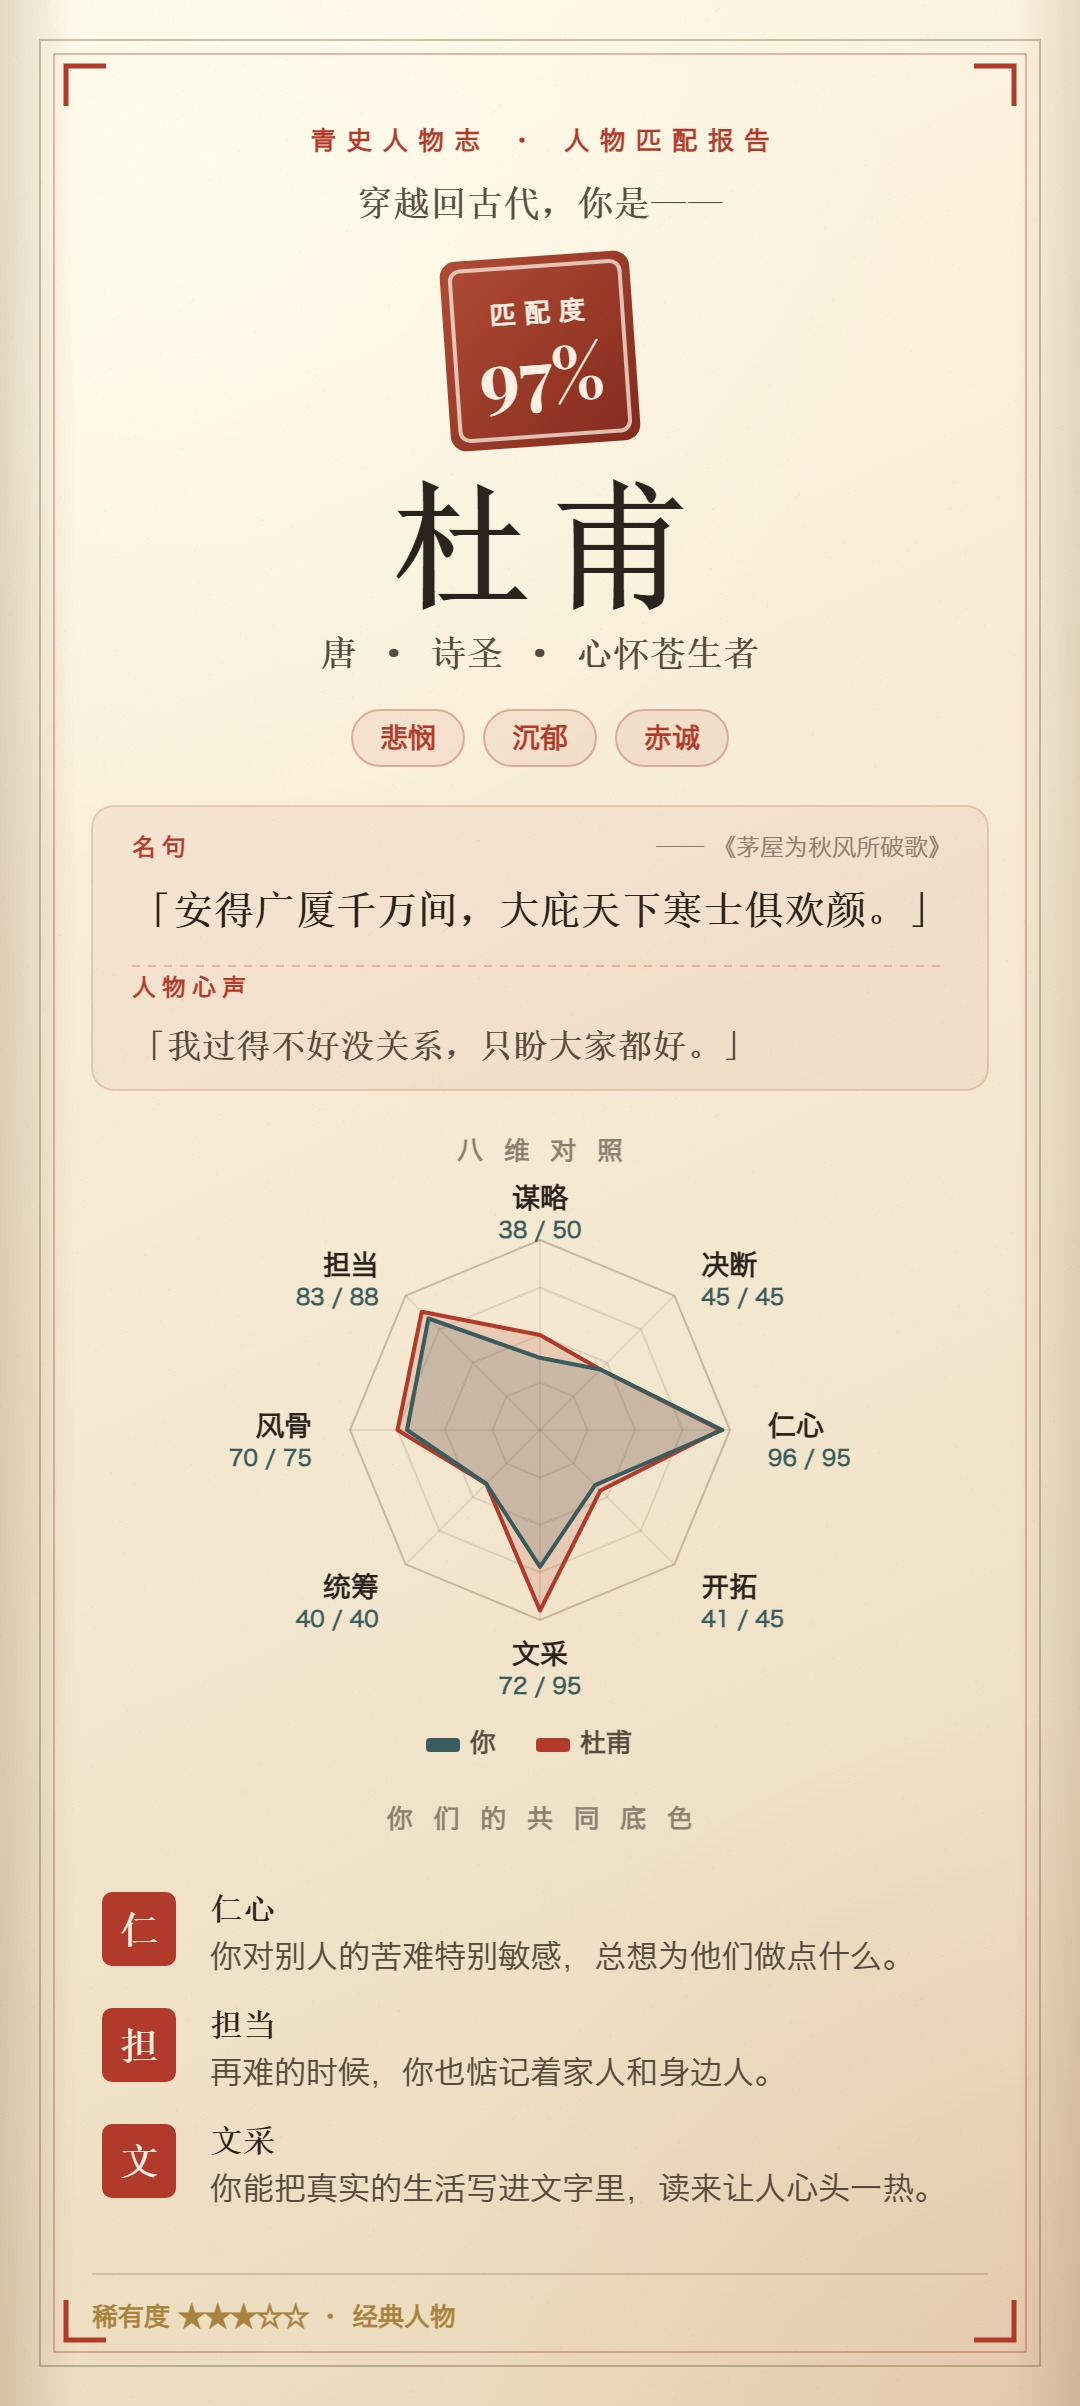 青史人物志 · 人物匹配报告
穿越回古代，你是——
匹配度
97%
杜甫
唐 · 诗圣 · 心怀苍生者
悲悯 沉郁 赤诚
名句 ——《茅屋为秋风所破歌》
「安得广厦千万间，大庇天下寒士俱欢颜。」
人物心声
「我过得不好没关系，只盼大家都好。」
八维对照
谋略
38 / 50
担当 决断
83 / 88 45 / 45
风骨 仁心
70 / 75 96 / 95
统筹 开拓
40 / 40 41 / 45
文采
72 / 95
你 杜甫
你们的共同底色
仁 仁心
你对别人的苦难特别敏感，总想为他们做点什么。
担 担当
再难的时候，你也惦记着家人和身边人。
文 文采
你能把真实的生活写进文字里，读来让人心头一热。
稀有度 ★★★☆☆ · 经典人物